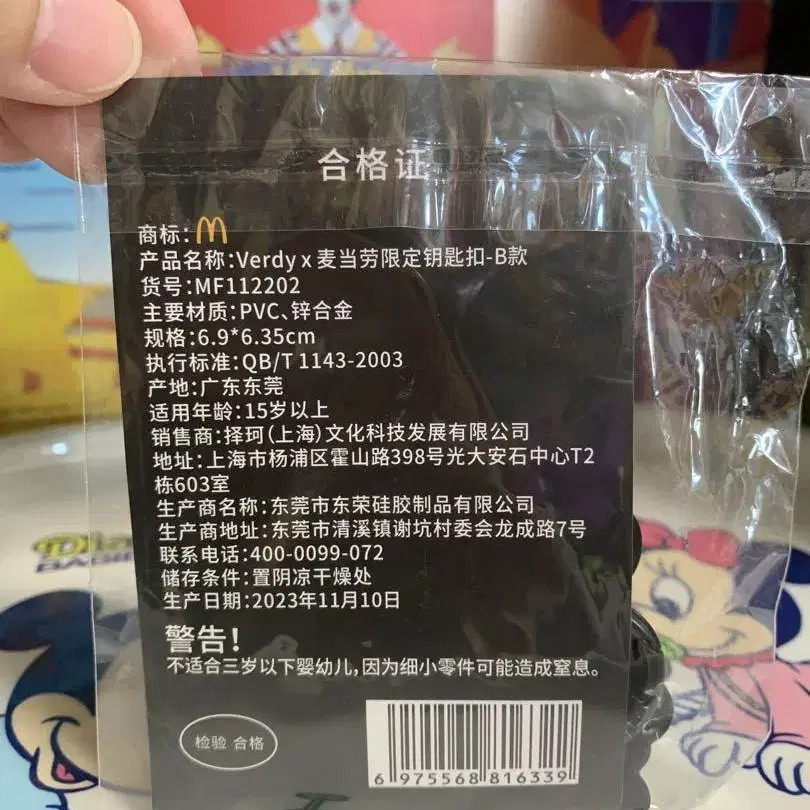 合格证
商标:
产品名称:Verdy x 麦当劳限定钥匙扣-B款
货号:MF112202
主要材质:PVC、锌合金
规格:6.9*6.35cm
执行标准:QB/T 1143-2003
产地:广东东莞
适用年龄:15岁以上
销售商:择珂(上海)文化科技发展有限公司
地址:上海市杨浦区霍山路398号光大安石中心T2
栋603室
生产商名称:东莞市东荣硅胶制品有限公司
生产商地址:东莞市清溪镇谢坑村委会龙成路7号
联系电话:400-0099-072
储存条件:置阴凉干燥处
生产日期:2023年11月10日
警告!
不适合三岁以下婴幼儿,因为细小零件可能造成窒息。
检验 合格
6 975568 816339